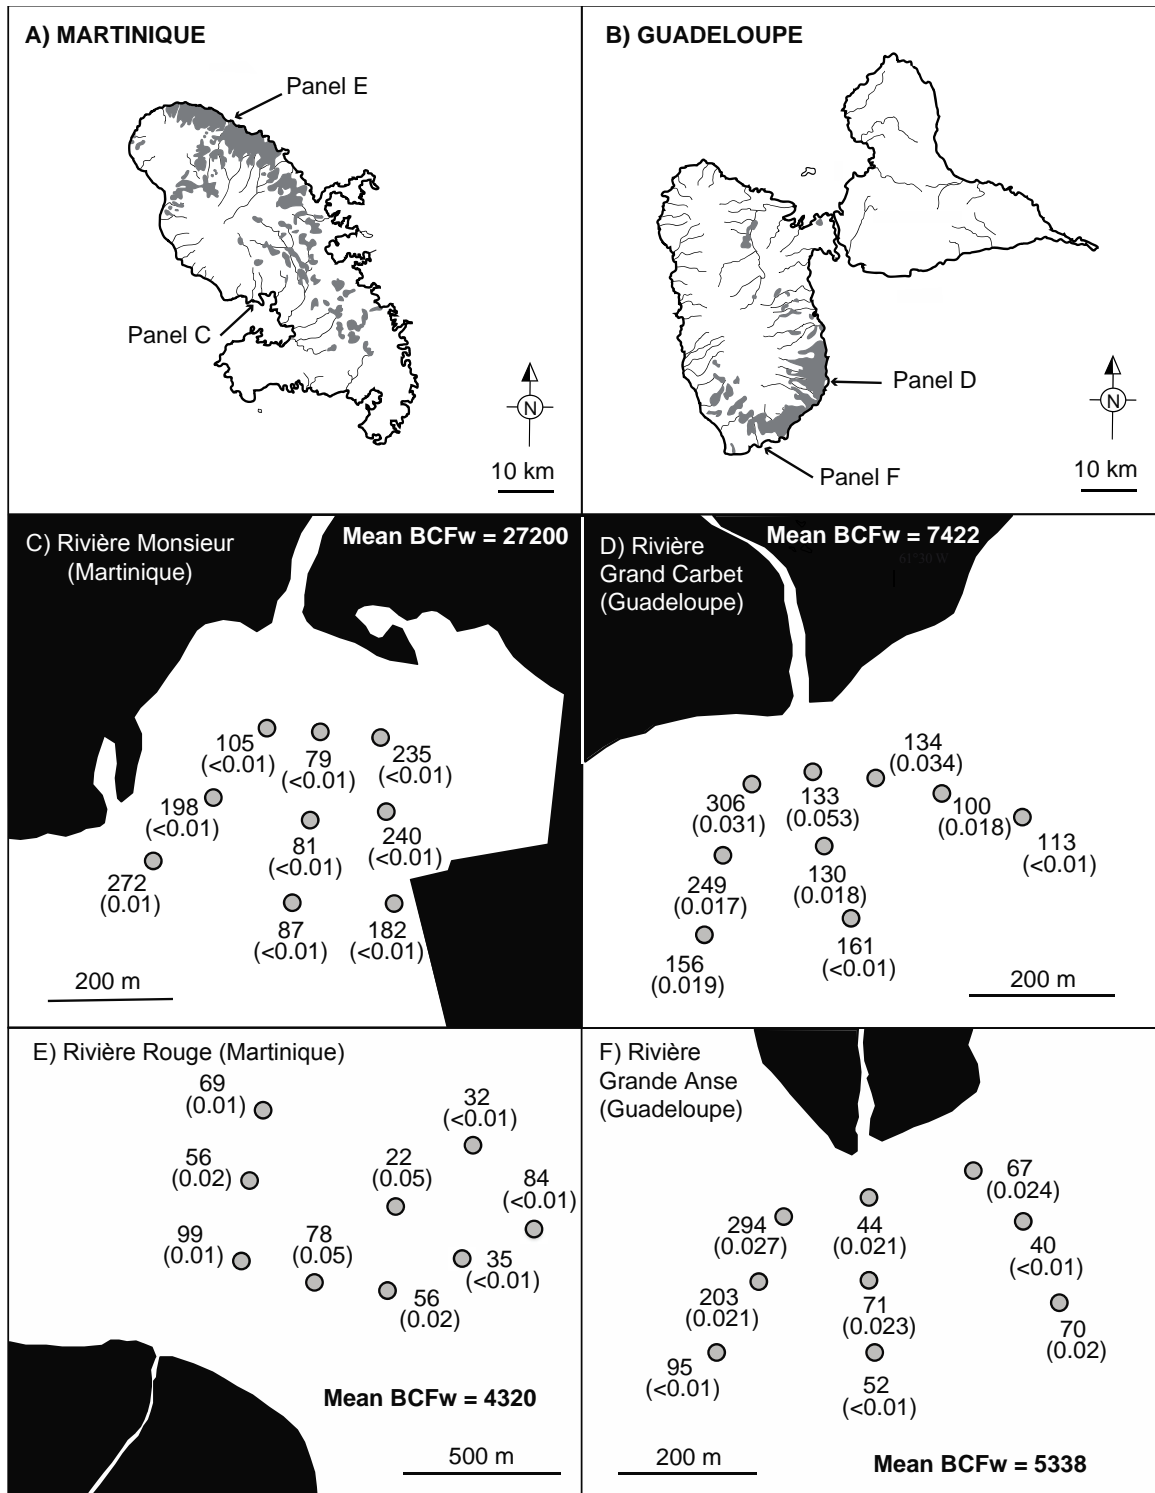 A) MARTINIQUE
Panel E
Panel C
N
10 km
B) GUADELOUPE
Panel D
Panel F
N
10 km
C) Rivière Monsieur
(Martinique)
Mean BCFw = 27200
105
(<0.01)
79
(<0.01)
235
(<0.01)
198
(<0.01)
81
(<0.01)
240
(<0.01)
272
(0.01)
87
(<0.01)
182
(<0.01)
200 m
D) Rivière
Grand Carbet
(Guadeloupe)
Mean BCFw = 7422
61°30 W
134
(0.034)
306
(0.031)
133
(0.053)
100
(0.018)
113
(<0.01)
249
(0.017)
130
(0.018)
156
(0.019)
161
(<0.01)
200 m
E) Rivière Rouge (Martinique)
69
(0.01)
32
(<0.01)
56
(0.02)
22
(0.05)
84
(<0.01)
99
(0.01)
78
(0.05)
35
(<0.01)
56
(0.02)
Mean BCFw = 4320
500 m
F) Rivière
Grande Anse
(Guadeloupe)
67
(0.024)
294
(0.027)
44
(0.021)
40
(<0.01)
203
(0.021)
71
(0.023)
70
(0.02)
95
(<0.01)
52
(<0.01)
200 m
Mean BCFw = 5338